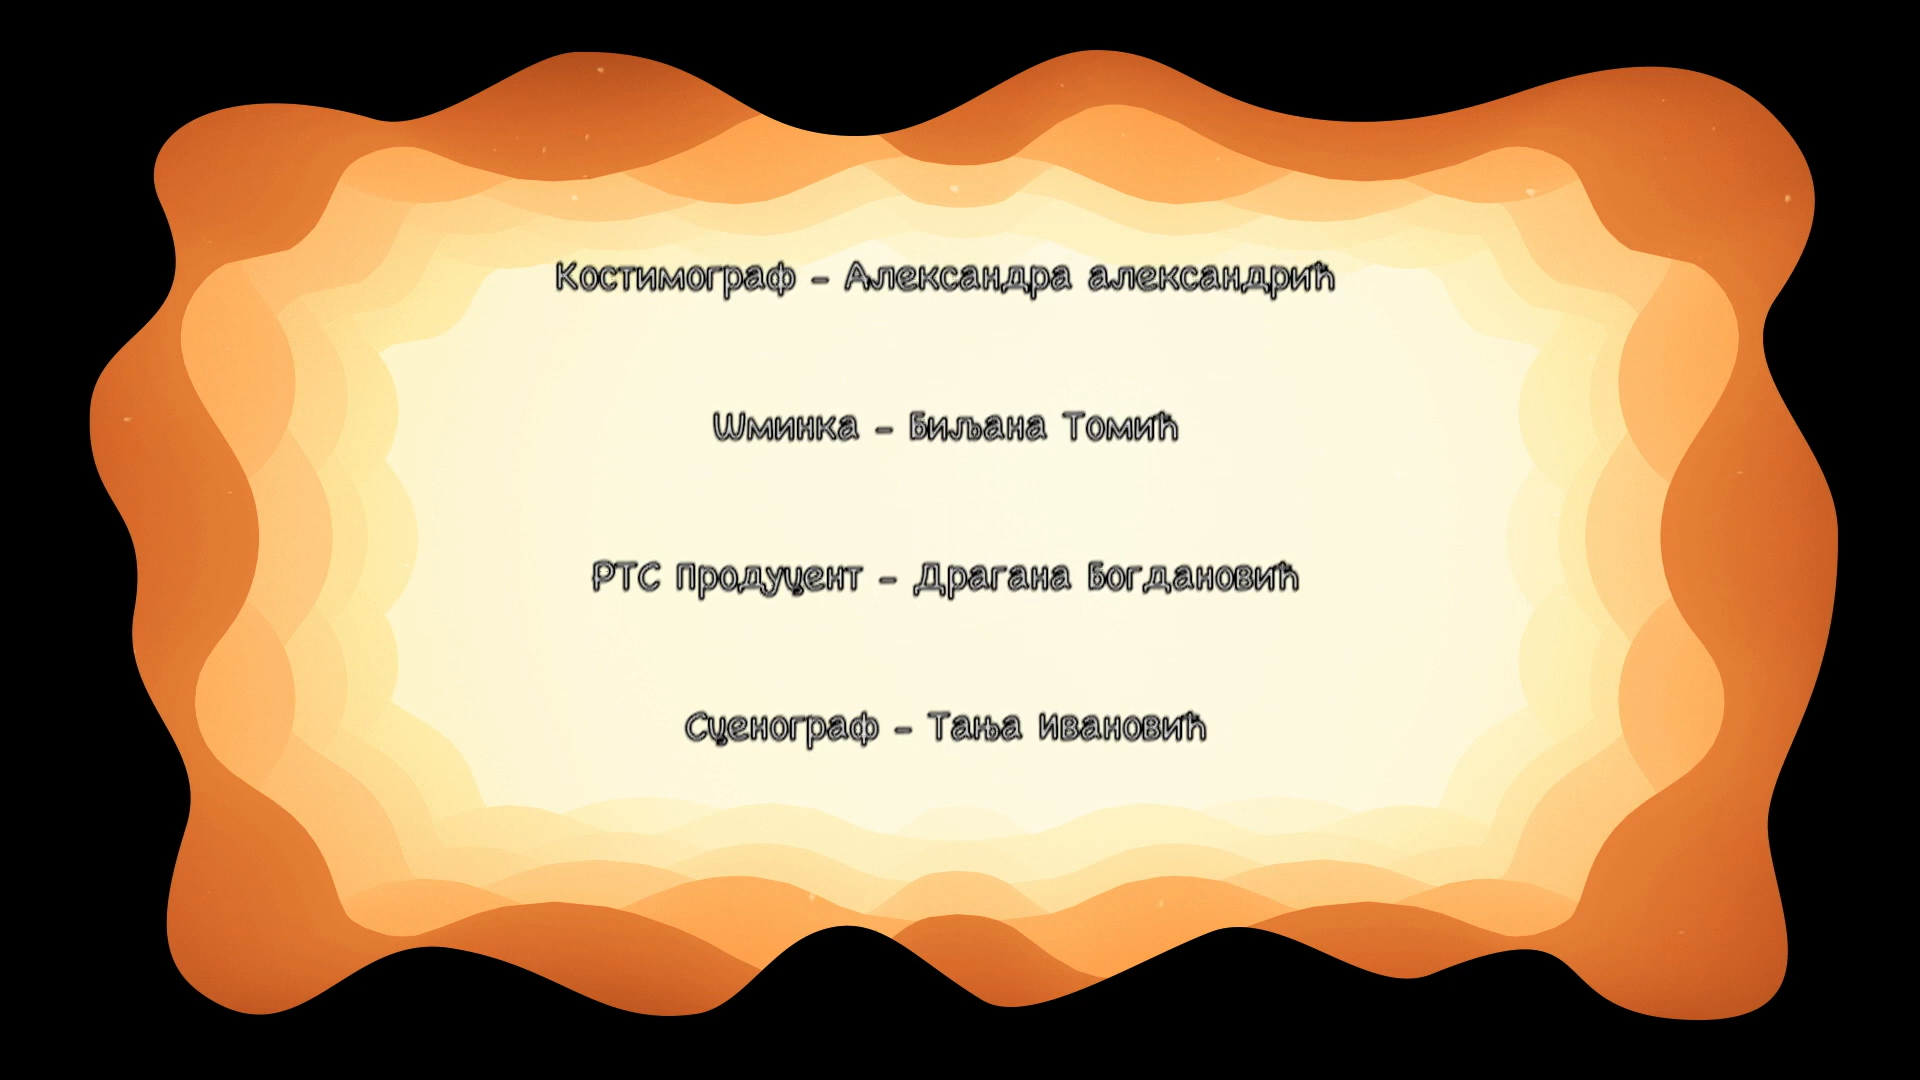 Костимограф - Александра александрић
Шминка - Биљана Томић
РТС Продуцент - Драгана Богдановић
Сценограф - Тања Ивановић